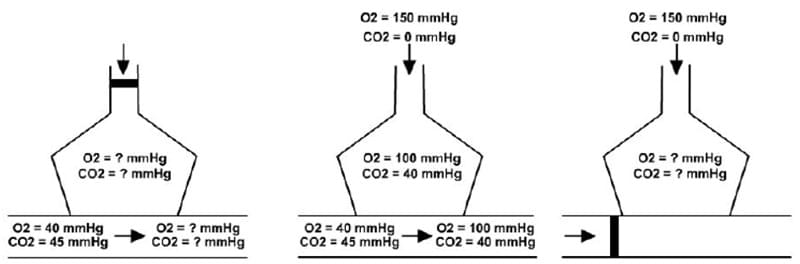 O2 = ? mmHg
CO2 = ? mmHg
O2 = 40 mmHg
CO2 = 45 mmHg
O2 = ? mmHg
CO2 = ? mmHg
O2 = 150 mmHg
CO2 = 0 mmHg
O2 = 100 mmHg
CO2 = 40 mmHg
O2 = 40 mmHg
CO2 = 45 mmHg
O2 = 100 mmHg
CO2 = 40 mmHg
O2 = 150 mmHg
CO2 = 0 mmHg
O2 = ? mmHg
CO2 = ? mmHg